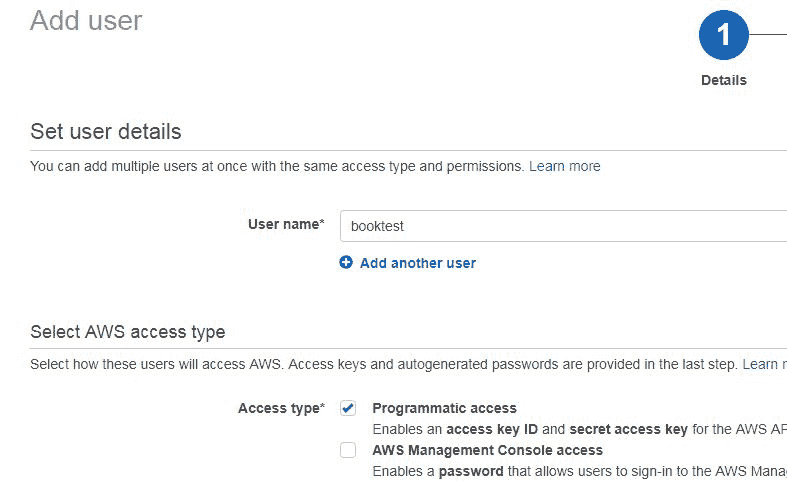 Add user
1
Details
Set user details
You can add multiple users at once with the same access type and permissions. Learn more
User name*
booktest
Add another user
Select AWS access type
Select how these users will access AWS. Access keys and autogenerated passwords are provided in the last step. Learn
Access type*
Programmatic access
Enables an access key ID and secret access key for the AWS
AWS Management Console access
Enables a password that allows users to sign-in to the AWS